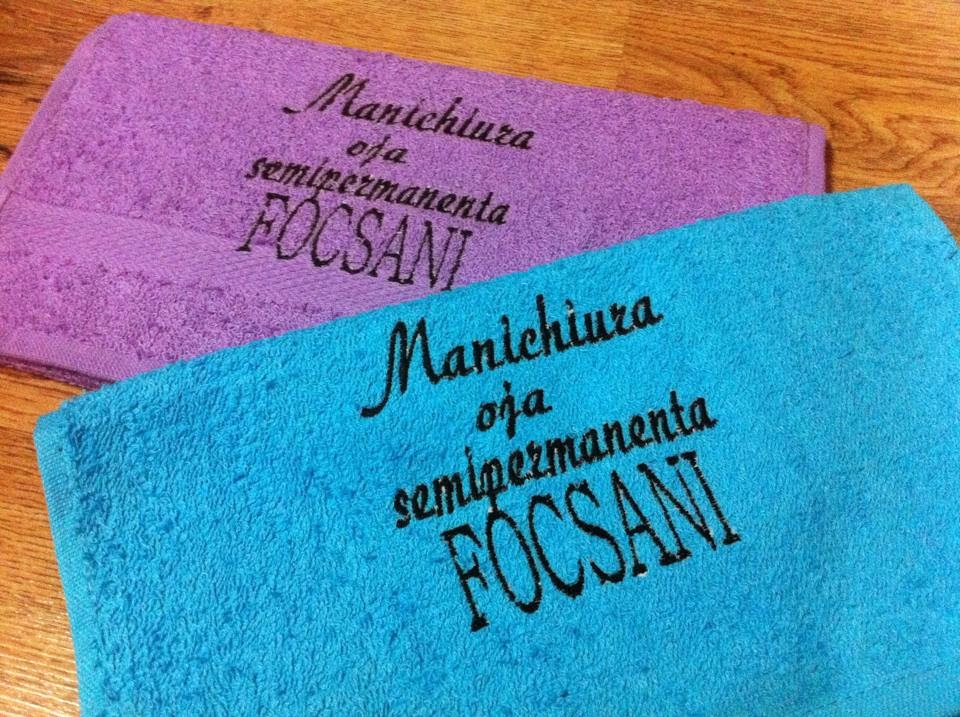 Manichiura
oja
semipermanenta
FOCSANI
Manichiura
oja
semipermanenta
FOCSANI